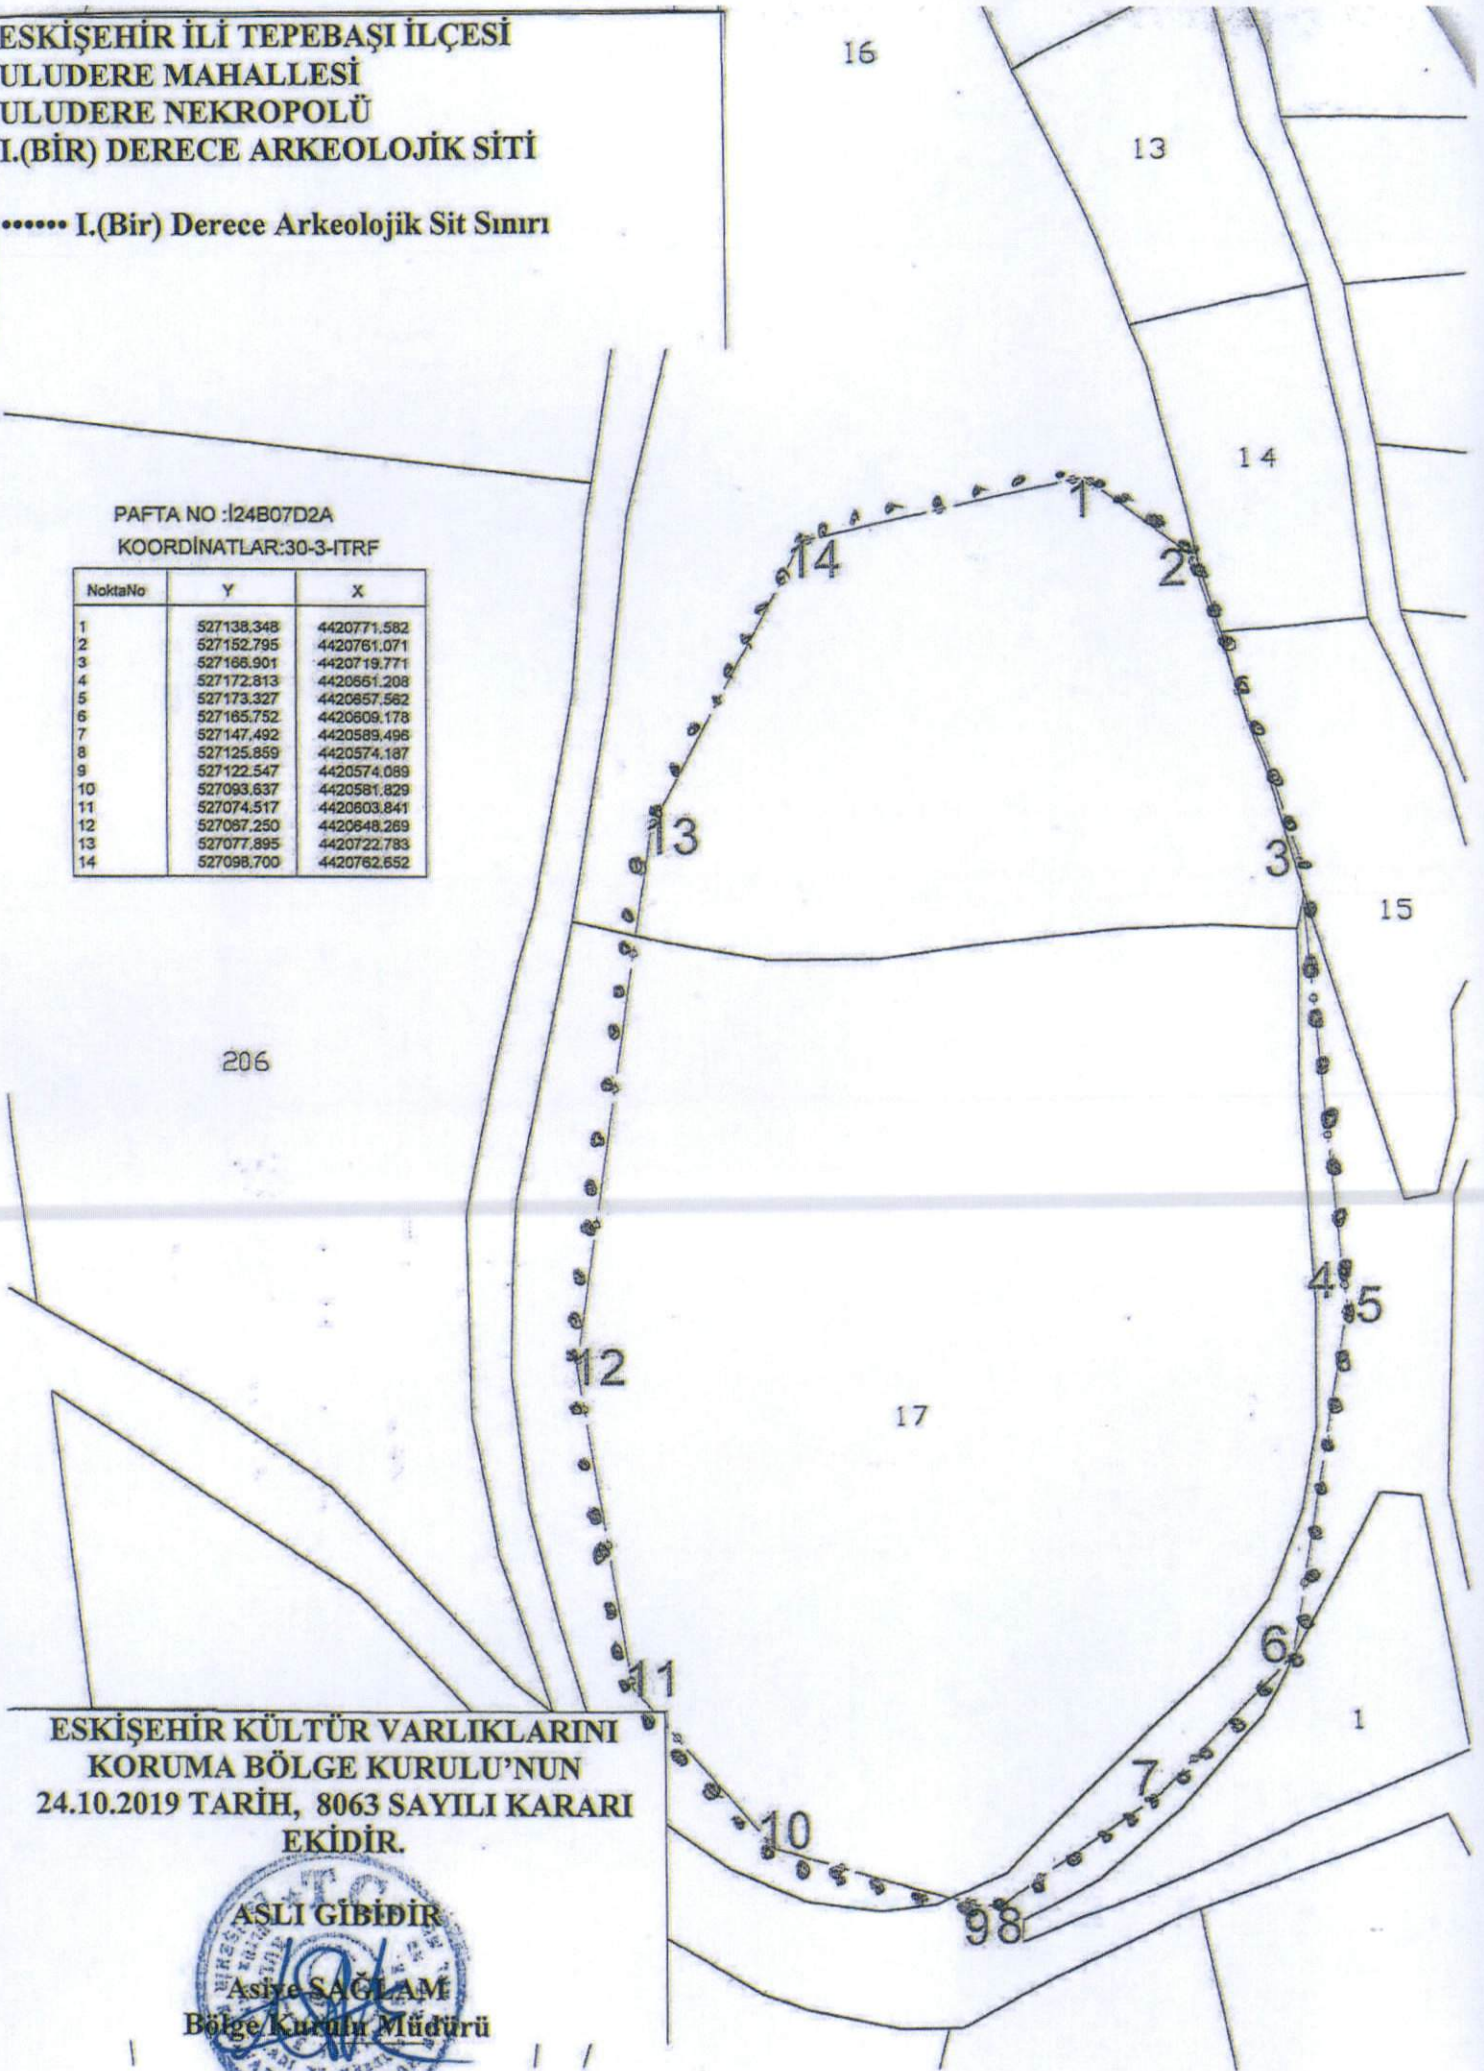 ESKİŞEHİR İLİ TEPEBAŞI İLÇESİ
ULUDERE MAHALLESİ
ULUDERE NEKROPOLÜ
I.(BİR) DERECE ARKEOLOJİK SİTİ
•••••• I.(Bir) Derece Arkeolojik Sit Sınırı
16
13
14
PAFTA NO :İ24B07D2A
KOORDİNATLAR:30-3-ITRF
NoktaNo Y X
1 527138.348 4420771.582
2 527152.795 4420761.071
3 527166.901 4420719.771
4 527172.813 4420661.208
5 527173.327 4420657.562
6 527165.752 4420609.178
7 527147.492 4420589.496
8 527125.859 4420574.187
9 527122.547 4420574.089
10 527093.637 4420581.829
11 527074.517 4420603.841
12 527067.250 4420648.269
13 527077.895 4420722.783
14 527098.700 4420762.652
1
14
2
13
3
15
206
4
5
12
17
6
11
1
7
10
98
ESKİŞEHİR KÜLTÜR VARLIKLARINI
KORUMA BÖLGE KURULU'NUN
24.10.2019 TARİH, 8063 SAYILI KARARI
EKİDİR.
T.C.
ASLI GİBİDİR
Asiye SAĞLAM
Bölge Kurulu Müdürü